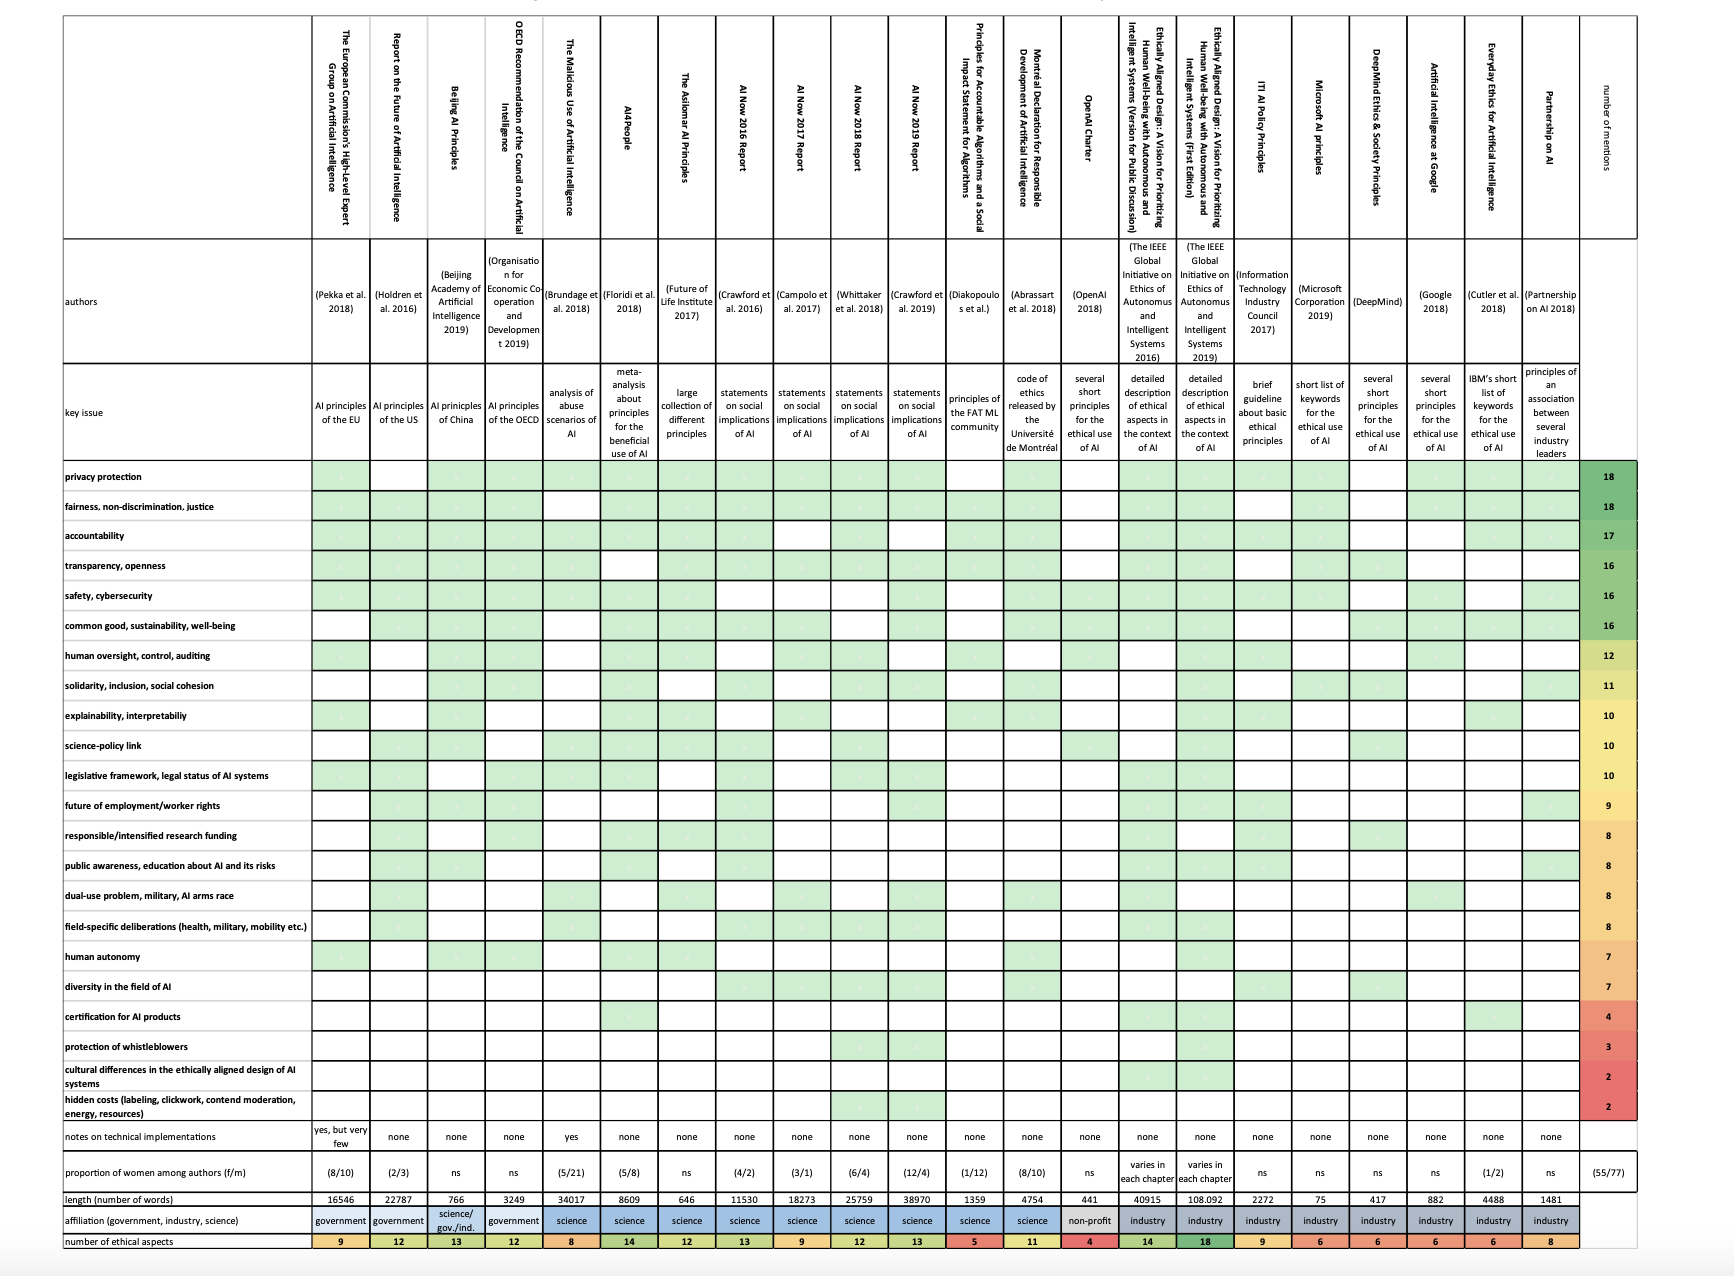 The European Commission's High-Level Expert
Group on Artificial Intelligence
Report on the Future of Artificial Intelligence
Beijing AI Principles
OECD Recommendation of the Council on Artificial
Intelligence
The Malicious Use of Artificial Intelligence
AI4People
The Asilomar AI Principles
AI Now 2016 Report
AI Now 2017 Report
AI Now 2018 Report
AI Now 2019 Report
Principles for Accountable Algorithms and a Social
Impact Statement for Algorithms
Montréal Declaration for Responsible
Development of Artificial Intelligence
OpenAI Charter
Ethically Aligned Design: A Vision for Prioritizing
Human Well-being with Autonomous and
Intelligent Systems (Version for Public Discussion)
Ethically Aligned Design: A Vision for Prioritizing
Human Well-being with Autonomous and
Intelligent Systems (First Edition)
ITI AI Policy Principles
Microsoft AI principles
DeepMind Ethics & Society Principles
Artificial Intelligence at Google
Everyday Ethics for Artificial Intelligence
Partnership on AI
number of mentions
authors
(Pekka et al.
2018)
(Holdren et
al. 2016)
(Beijing
Academy of
Artificial
Intelligence
2019)
(Organisatio
n for
Economic Co-
operation
and
Developmen
t 2019)
(Brundage et
al. 2018)
(Floridi et al.
2018)
(Future of
Life Institute
2017)
(Crawford et
al. 2016)
(Campolo et
al. 2017)
(Whittaker
et al. 2018)
(Crawford et
al. 2019)
(Diakopoulo
s et al.)
(Abrassart
et al. 2018)
(OpenAI
2018)
(The IEEE
Global
Initiative on
Ethics of
Autonomus
and
Intelligent
Systems
2016)
(The IEEE
Global
Initiative on
Ethics of
Autonomus
and
Intelligent
Systems
2019)
(Information
Technology
Industry
Council
2017)
(Microsoft
Corporation
2019)
(DeepMind)
(Google
2018)
(Cutler et al.
2018)
(Partnership
on AI 2018)
key issue
AI principles
of the EU
AI principles
of the US
AI prinicples
of China
AI principles
of the OECD
analysis of
abuse
scenarios of
AI
meta-
analysis
about
principles
for the
beneficial
use of AI
large
collection of
different
principles
statements
on social
implications
of AI
statements
on social
implications
of AI
statements
on social
implications
of AI
statements
on social
implications
of AI
principles of
the FAT ML
community
code of
ethics
released by
the
Université
de Montréal
several
short
principles
for the
ethical use
of AI
detailed
description
of ethical
aspects in
the context
of AI
detailed
description
of ethical
aspects in
the context
of AI
brief
guideline
about basic
ethical
principles
short list of
keywords
for the
ethical use
of AI
several
short
principles
for the
ethical use
of AI
several
short
principles
for the
ethical use
of AI
IBM's short
list of
keywords
for the
ethical use
of AI
principles of
an
association
between
several
industry
leaders
privacy protection 18
fairness, non-discrimination, justice 18
accountability 17
transparency, openness 16
safety, cybersecurity 16
common good, sustainability, well-being 16
human oversight, control, auditing 12
solidarity, inclusion, social cohesion 11
explainability, interpretabiliy 10
science-policy link 10
legislative framework, legal status of AI systems 10
future of employment/worker rights 9
responsible/intensified research funding 8
public awareness, education about AI and its risks 8
dual-use problem, military, AI arms race 8
field-specific deliberations (health, military, mobility etc.) 8
human autonomy 7
diversity in the field of AI 7
certification for AI products 4
protection of whistleblowers 3
cultural differences in the ethically aligned design of AI
systems
2
hidden costs (labeling, clickwork, contend moderation,
energy, resources)
2
notes on technical implementations
yes, but very
few
none none none yes none none none none none none none none none none none none none none none none none
proportion of women among authors (f/m)
(8/10) (2/3) ns ns (5/21) (5/8) ns (4/2) (3/1) (6/4) (12/4) (1/12) (8/10) ns
varies in
each chapter
varies in
each chapter
ns ns ns ns (1/2) ns (55/77)
length (number of words) 16546 22787 766 3249 34017 8609 646 11530 18273 25759 38970 1359 4754 441 40915 108.092 2272 75 417 882 4488 1481
affiliation (government, industry, science) government government
science/
gov./ind.
government science science science science science science science science science non-profit industry industry industry industry industry industry industry industry
number of ethical aspects 9 12 13 12 8 14 12 13 9 12 13 5 11 4 14 18 9 6 6 6 6 8